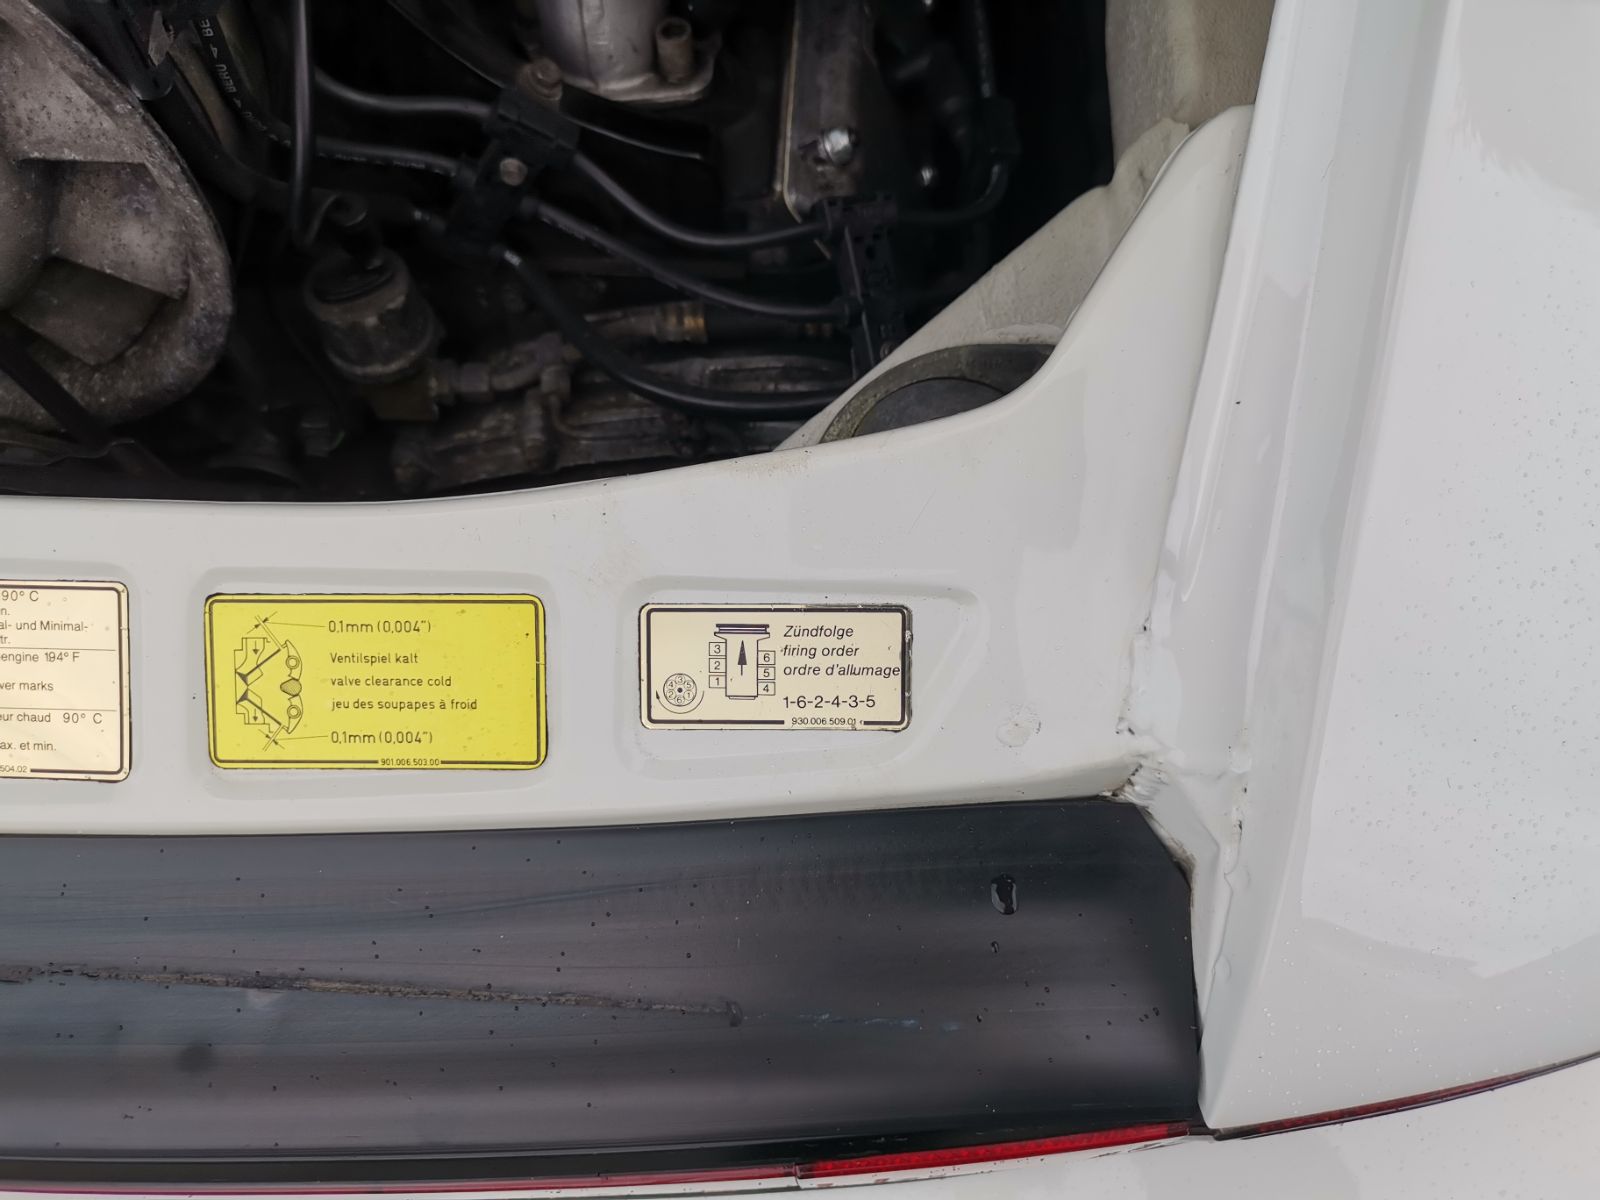 BERU
90° C
n.
al- und Minimal-
tr.
engine 194° F
ver marks
eur chaud 90° C
ax. et min.
504.02
0,1mm (0,004")
Ventilspiel kalt
valve clearance cold
jeu des soupapes à froid
0,1mm (0,004")
901.006.503.00
Zündfolge
firing order
ordre d'allumage
3
2
1
6
5
4
1-6-2-4-3-5
930.006.509.01